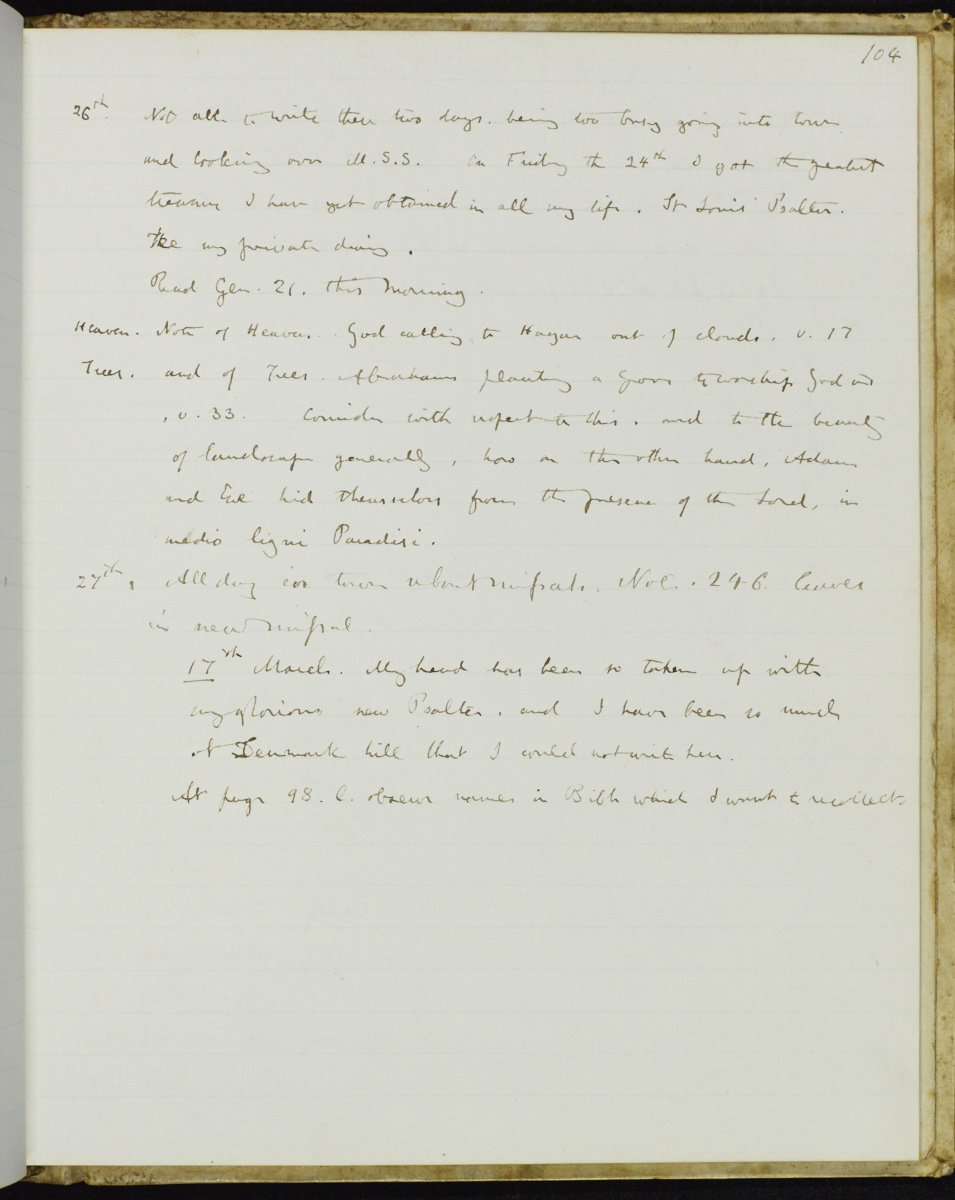 104
26th. Not able to write these two days. being too busy going into town
and looking over M.S.S. On Friday the 24th I got the greatest
treasure I have yet obtained in all my life. St Louis' Psalter.
my private diary.
Read Gen. 21. this morning.
Heaven. Note of Heaven. God calling to Hagar out of clouds. v. 17
Trees. and of Trees. Abrahams planting a Grove to worship God in
, v. 33. Consider with respect to this. and to the beauty
of landscape generally, how on the other hand, Adam
and Eve hid themselves from the presence of the Lord, in
medio ligni Paradisi.
27th, All day in town about missals. Note. 246. leaves
in new missal.
17th March. My head has been so taken up with
my glorious new Psalter, and I have been so much
at Denmark hill that I could not write here.
At page 98. l. observe names in Bible which I want to recollect